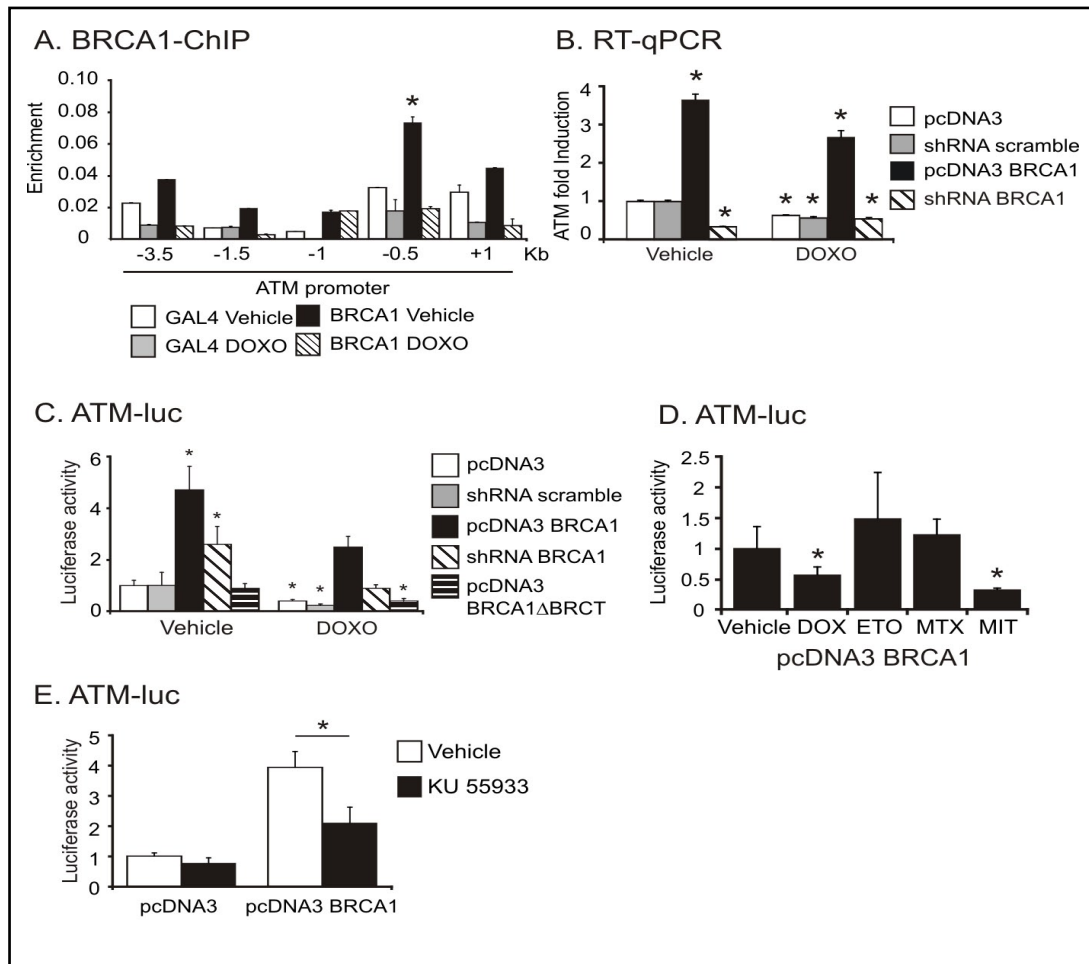 A. BRCA1-ChIP
Enrichment
0.10
0.08
0.06
0.04
0.02
0
*
-3.5 -1.5 -1 -0.5 +1 Kb
ATM promoter
GAL4 Vehicle BRCA1 Vehicle
GAL4 DOXO BRCA1 DOXO
B. RT-qPCR
ATM fold Induction
4
3
2
1
0
* *
* * * *
Vehicle DOXO
pcDNA3
shRNA scramble
pcDNA3 BRCA1
shRNA BRCA1
C. ATM-luc
Luciferase activity
6
4
2
0
* *
* * *
Vehicle DOXO
pcDNA3
shRNA scramble
pcDNA3 BRCA1
shRNA BRCA1
pcDNA3
BRCA1ΔBRCT
D. ATM-luc
Luciferase activity
2.5
2
1.5
1
0.5
0
* *
Vehicle DOX ETO MTX MIT
pcDNA3 BRCA1
E. ATM-luc
Luciferase activity
5
4
3
2
1
0
*
pcDNA3 pcDNA3 BRCA1
Vehicle
KU 55933